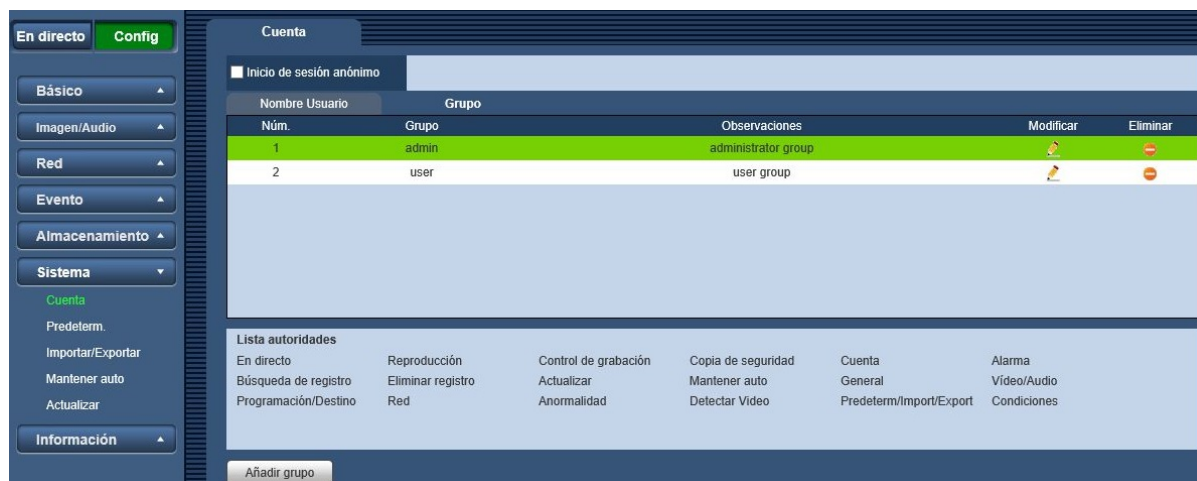 En directo Config
Básico
Imagen/Audio
Red
Evento
Almacenamiento
Sistema
Cuenta
Predeterm.
Importar/Exportar
Mantener auto
Actualizar
Información
Cuenta
Inicio de sesión anónimo
Nombre Usuario Grupo
Núm. Grupo Observaciones Modificar Eliminar
1 admin administrator group
2 user user group
Lista autoridades
En directo Reproducción Control de grabación Copia de seguridad Cuenta Alarma
Búsqueda de registro Eliminar registro Actualizar Mantener auto General Vídeo/Audio
Programación/Destino Red Anormalidad Detectar Video Predeterm/Import/Export Condiciones
Añadir grupo